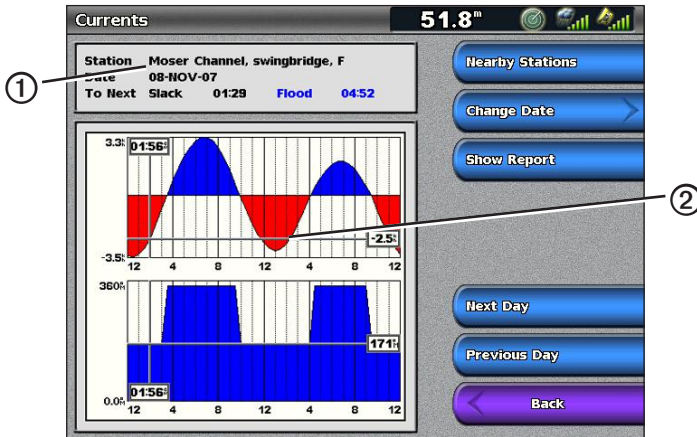 Currents
51.8"
Station Moser Channel, swingbridge, F
Date 08-NOV-07
To Next Slack 01:29 Flood 04:52
①
②
Nearby Stations
Change Date
Show Report
3.3
01:56
-2.5
-3.5
12 4 8 12 4 8 12
360
171
01:56
0.0
12 4 8 12 4 8 12
Next Day
Previous Day
Back